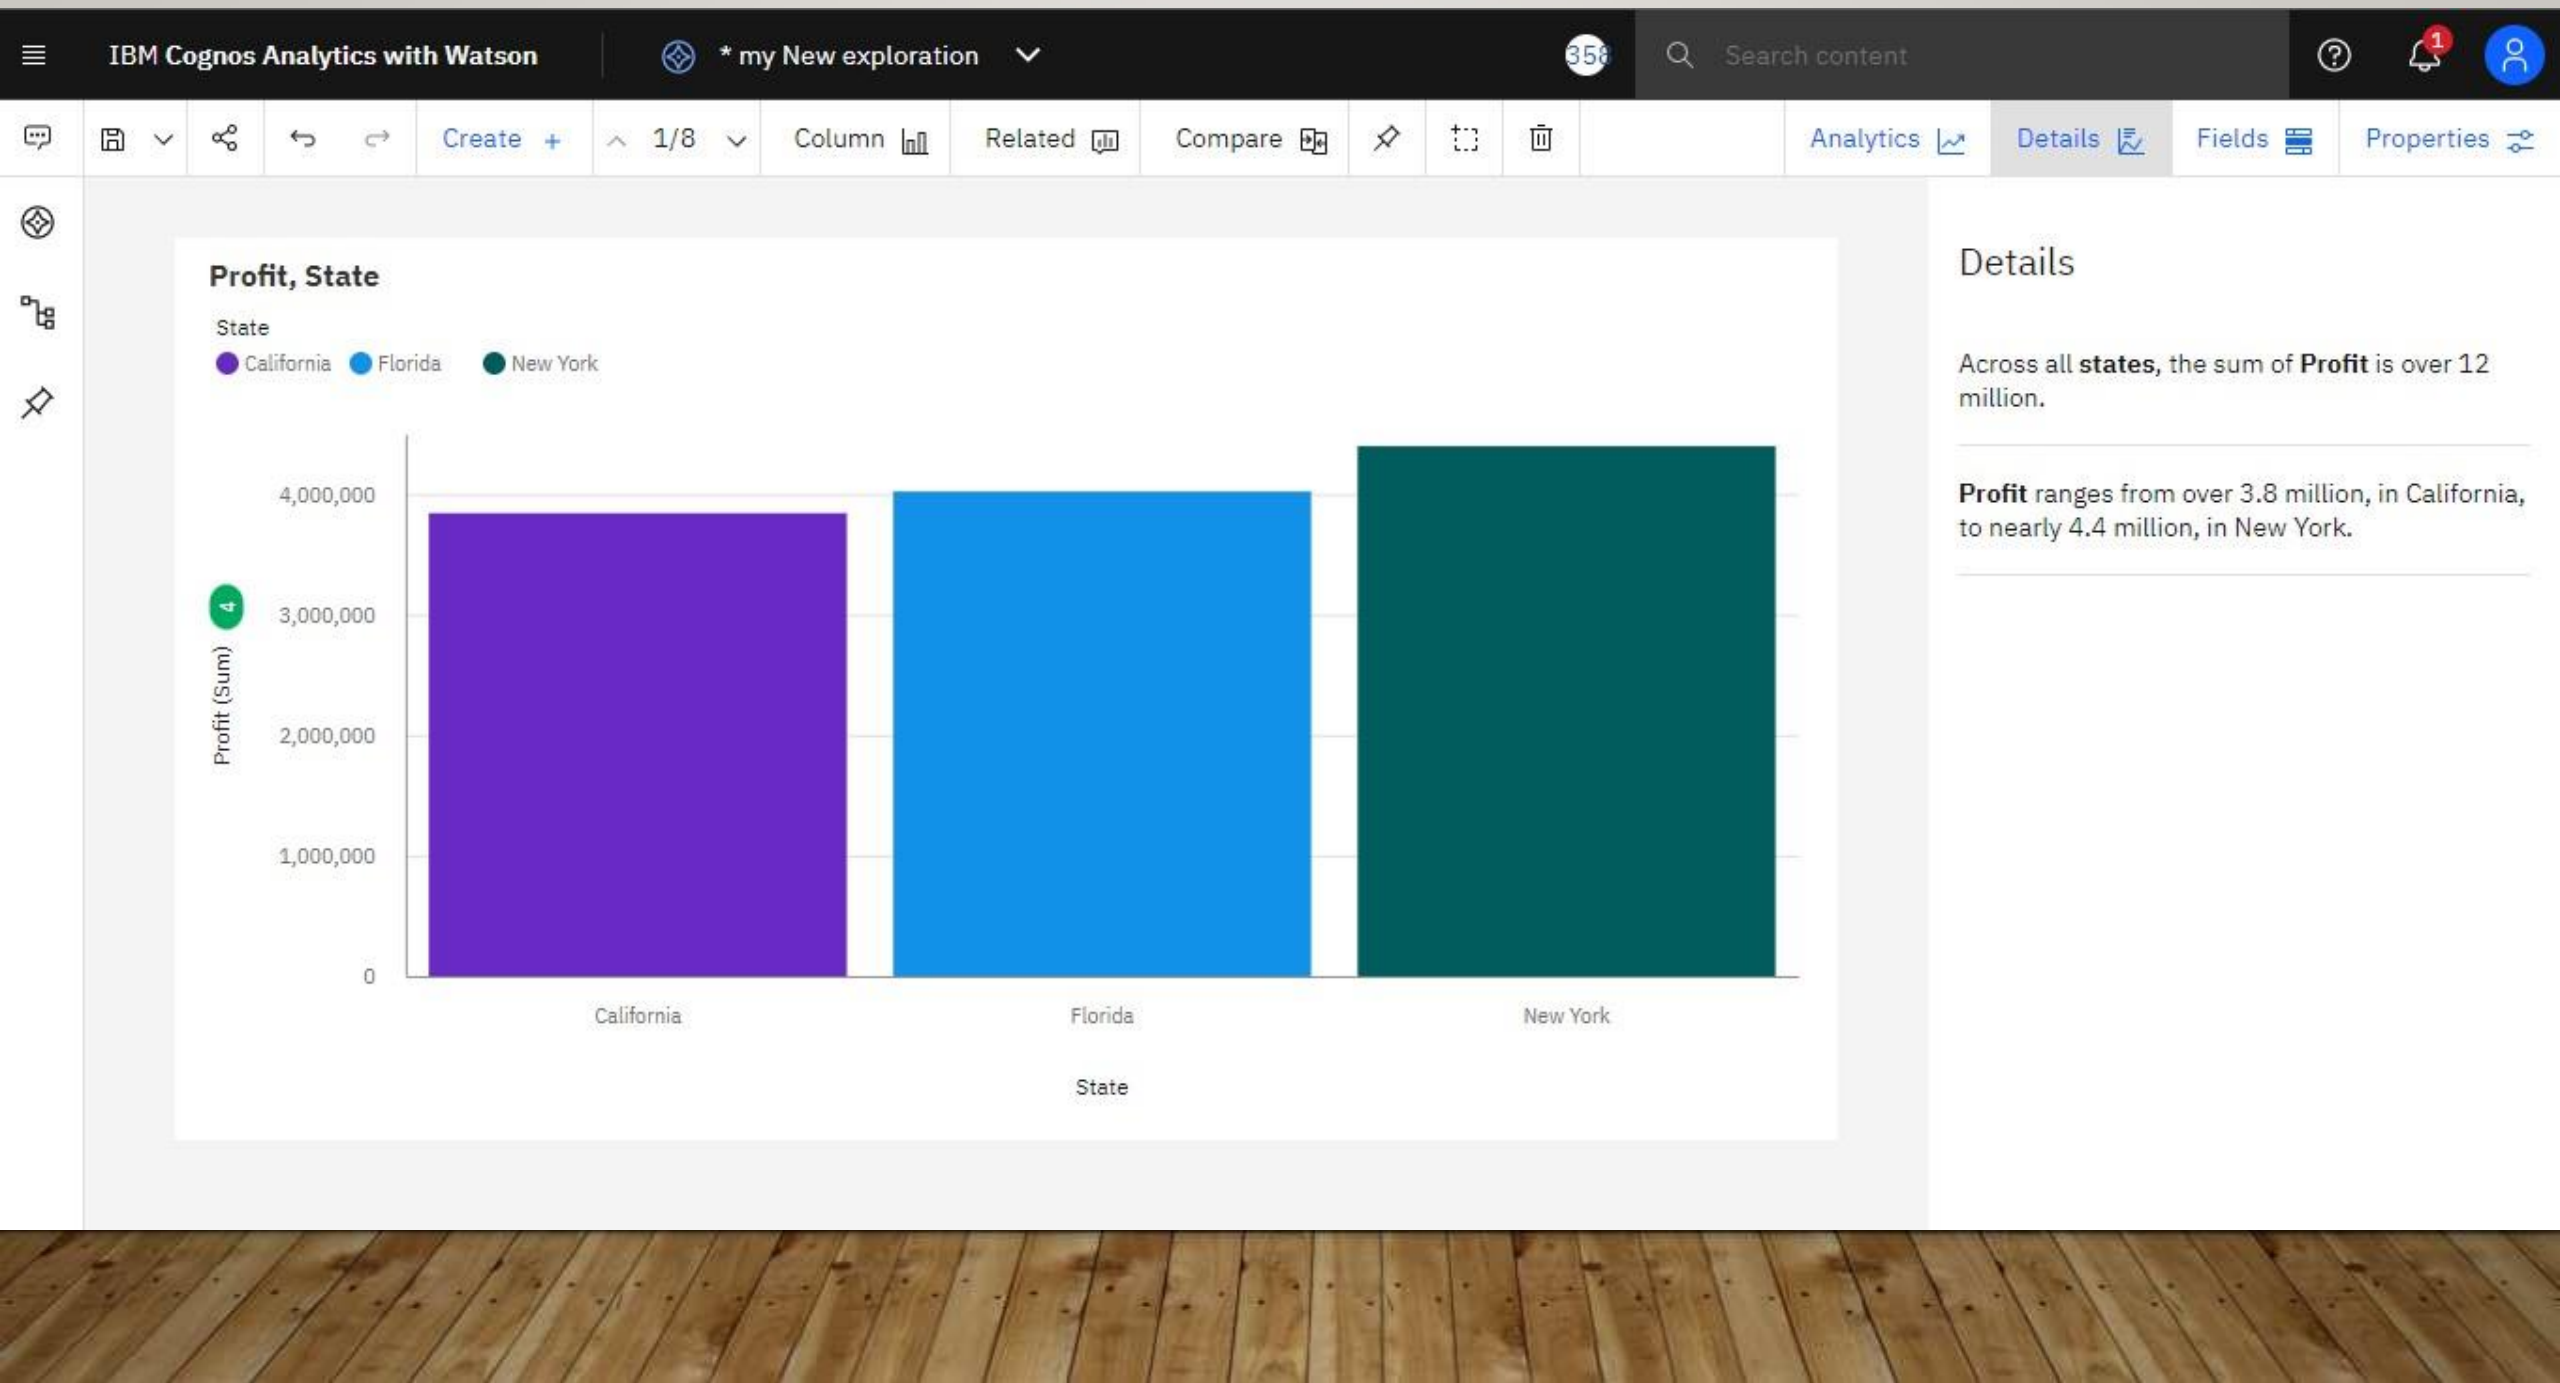 IBM Cognos Analytics with Watson
* my New exploration
358
Search content
1
Create +
1/8
Column
Related
Compare
Analytics
Details
Fields
Properties
Profit, State
State
California Florida New York
4,000,000
3,000,000
2,000,000
1,000,000
0
Profit (Sum) 4
California
Florida
New York
State
Details
Across all states, the sum of Profit is over 12
million.
Profit ranges from over 3.8 million, in California,
to nearly 4.4 million, in New York.